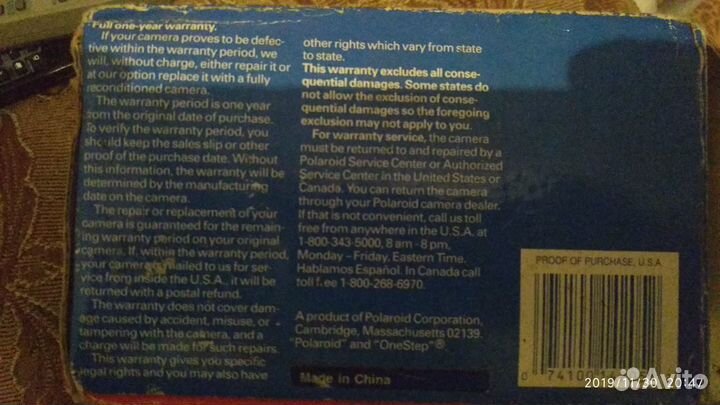 Full one-year warranty.
If your camera proves to be defec-
tive within the warranty period, we
will, without charge, either repair it or
at our option replace it with a fully
reconditioned camera.
The warranty period is one year
from the original date of purchase.
To verify the warranty period, you
should keep the sales slip or other
proof of the purchase date. Without
this information, the warranty will be
determined by the manufacturing
date on the camera.
The repair or replacement of your
camera is guaranteed for the remain-
ing warranty period on your original
camera. If, within the warranty period,
your camera is mailed to us for ser-
vice from inside the U.S.A., it will be
returned with a postal refund.
The warranty does not cover dam-
age caused by accident, misuse, or
tampering with the camera, and a
charge will be made for such repairs.
This warranty gives you specific
legal rights and you may also have
other rights which vary from state
to state.
This warranty excludes all conse-
quential damages. Some states do
not allow the exclusion of conse-
quential damages so the foregoing
exclusion may not apply to you.
For warranty service, the camera
must be returned to and repaired by a
Polaroid Service Center or Authorized
Service Center in the United States or
Canada. You can return the camera
through your Polaroid camera dealer.
If that is not convenient, call us toll
free from anywhere in the U.S.A. at
1-800-343-5000, 8 am - 8 pm,
Monday - Friday. Eastern Time.
Hablamos Español. In Canada call
toll free 1-800-268-6970.
A product of Polaroid Corporation,
Cambridge, Massachusetts 02139.
"Polaroid" and "OneStep"®
Made in China
PROOF OF PURCHASE, U.S.A.
0 74100
2019/11/30 20:47
Avito